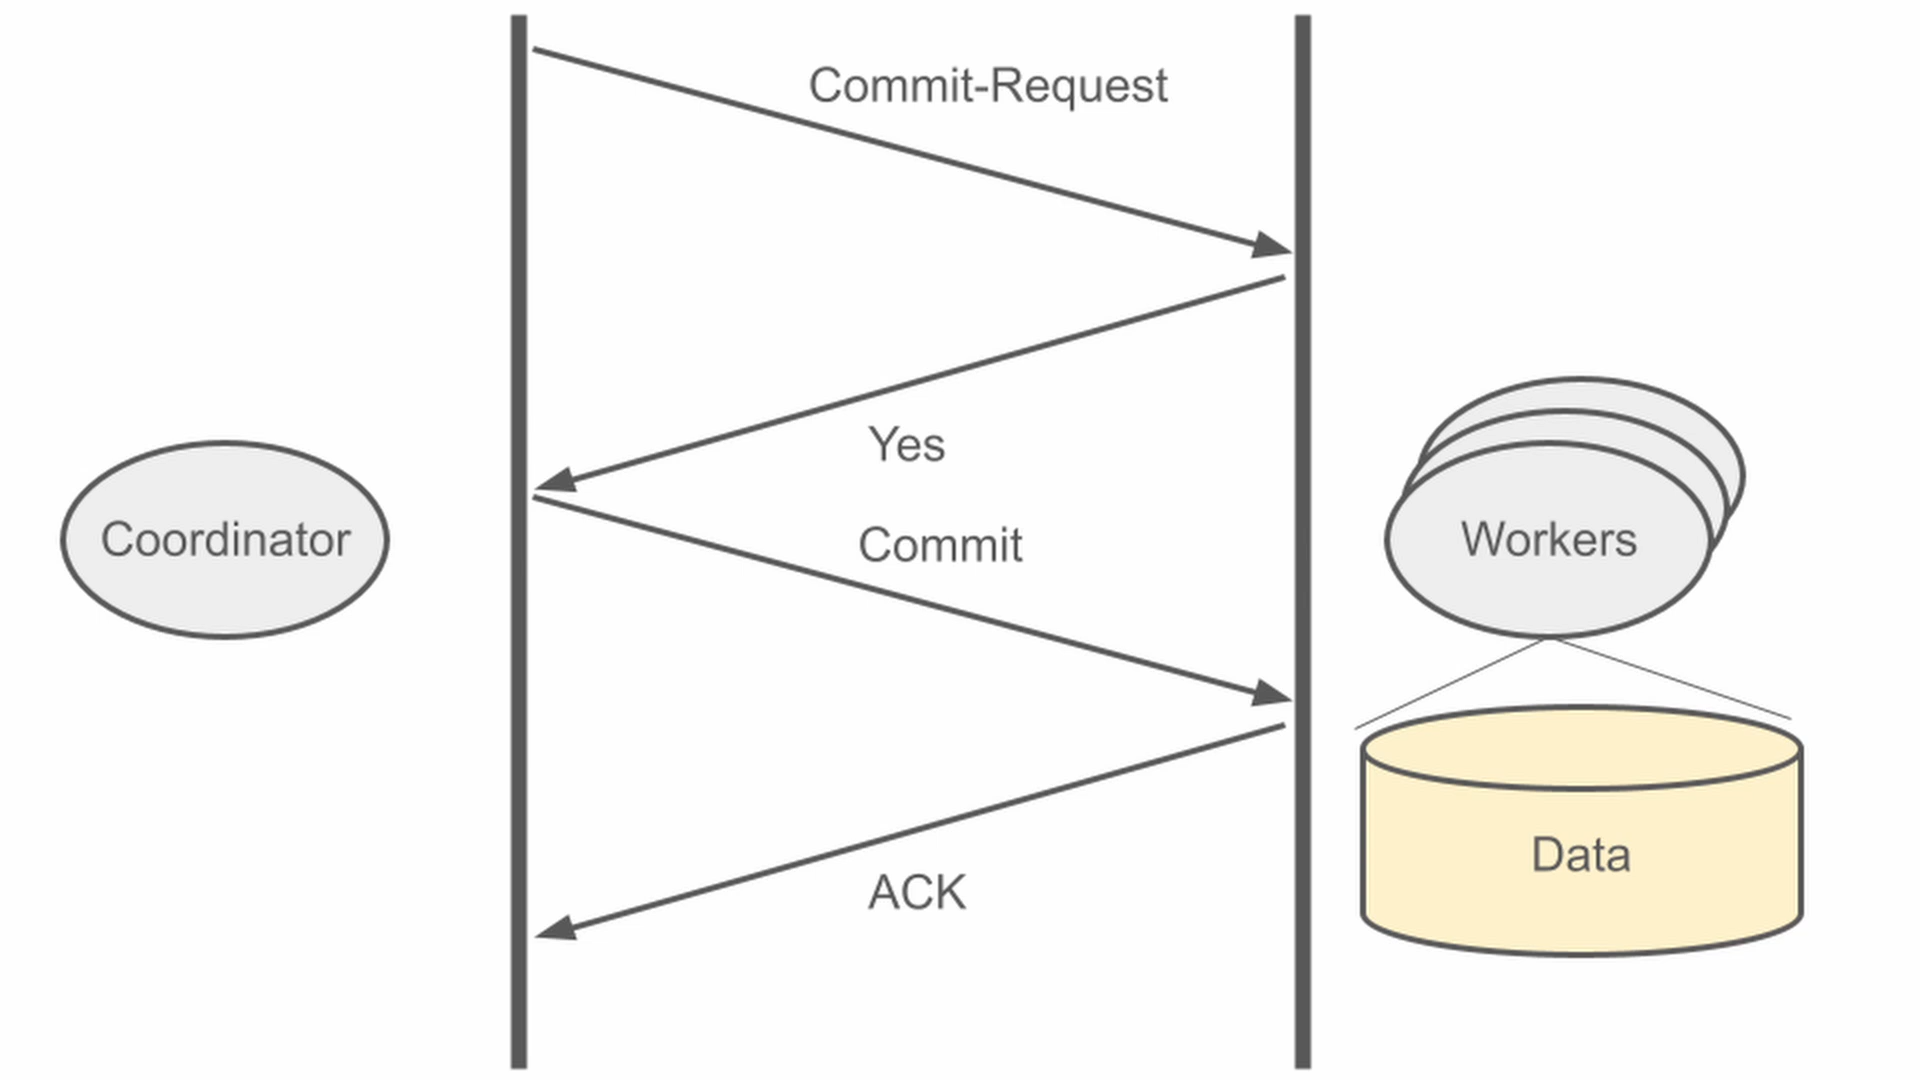 Commit-Request
Yes
Coordinator
Commit
Workers
Data
ACK